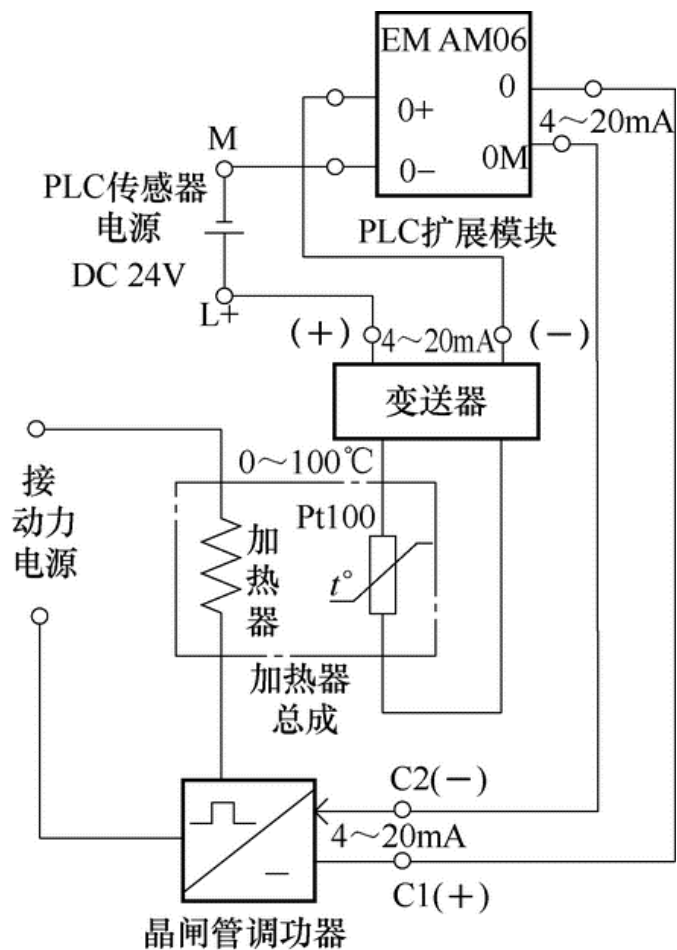 EM AM06
0
0+
4～20mA
M
0M
0−
PLC传感器
电源
DC 24V
PLC扩展模块
L+
(+)
4～20mA
(−)
变送器
0～100℃
接
动力
电源
Pt100
加热器
t°
加热器
总成
C2(−)
4～20mA
C1(+)
晶闸管调功器